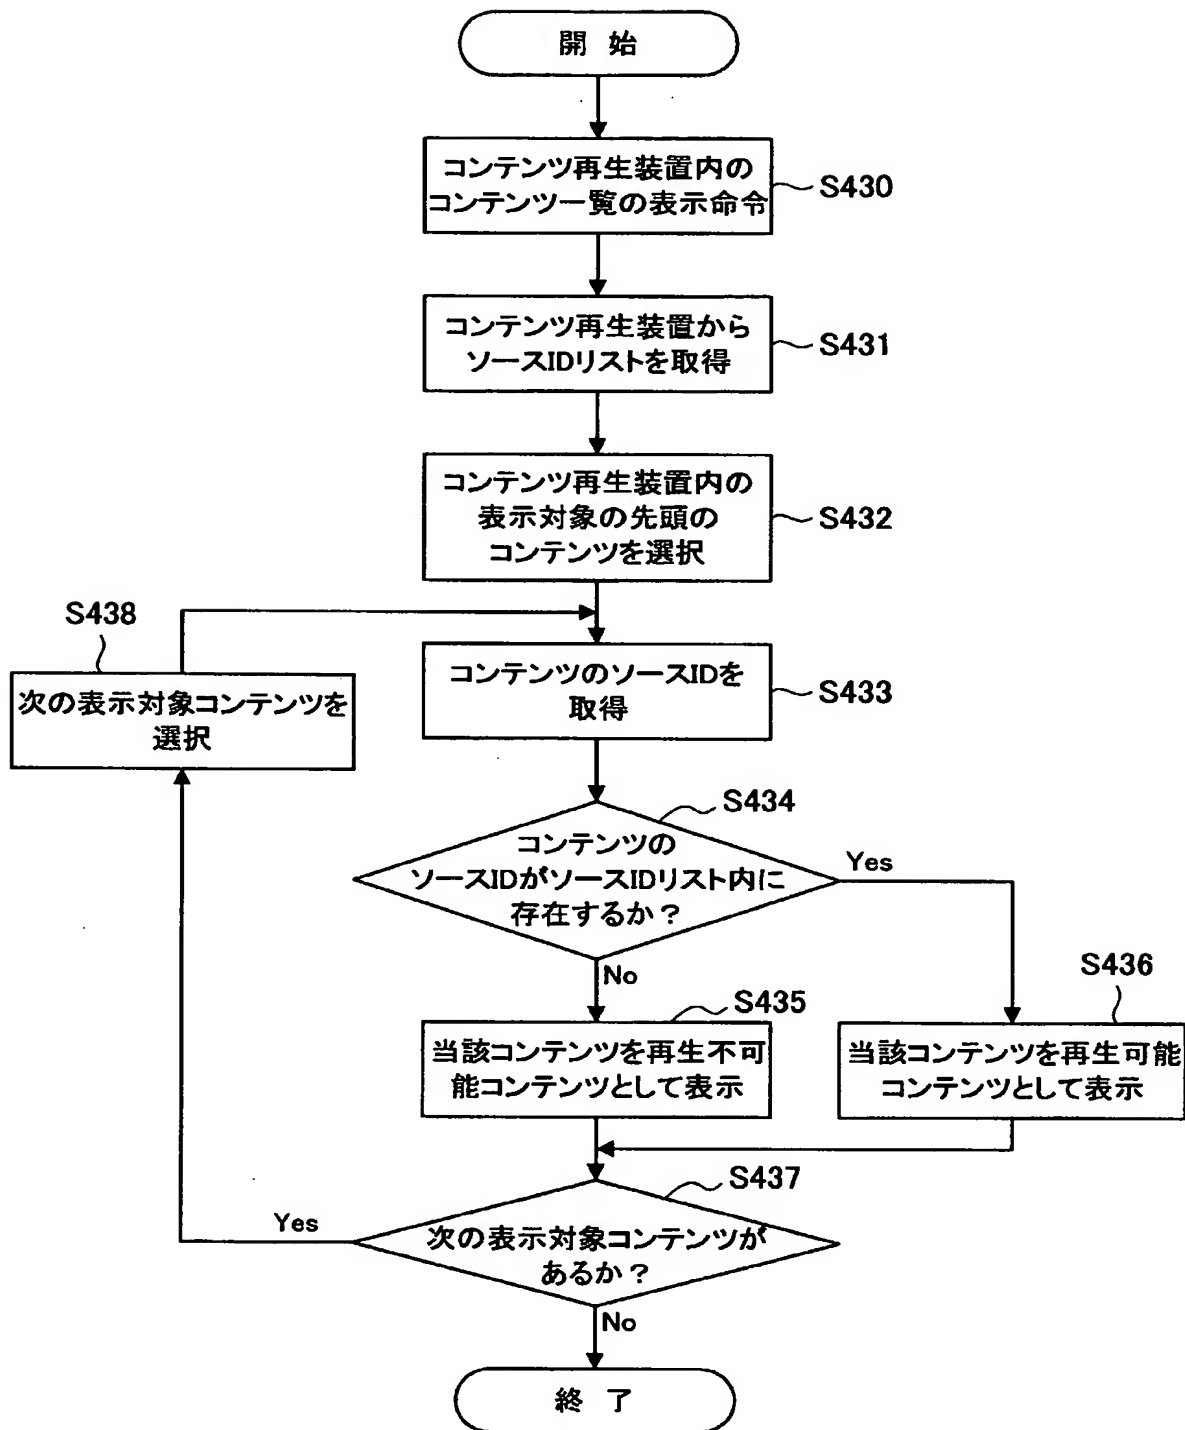 開 始
コンテンツ再生装置内の
コンテンツ一覧の表示命令
S430
コンテンツ再生装置から
ソースIDリストを取得
S431
コンテンツ再生装置内の
表示対象の先頭の
コンテンツを選択
S432
S438
次の表示対象コンテンツを
選択
コンテンツのソースIDを
取得
S433
S434
コンテンツの
ソースIDがソースIDリスト内に
存在するか？
Yes
No
S435
当該コンテンツを再生不可
能コンテンツとして表示
S436
当該コンテンツを再生可能
コンテンツとして表示
S437
次の表示対象コンテンツが
あるか？
Yes
No
終 了